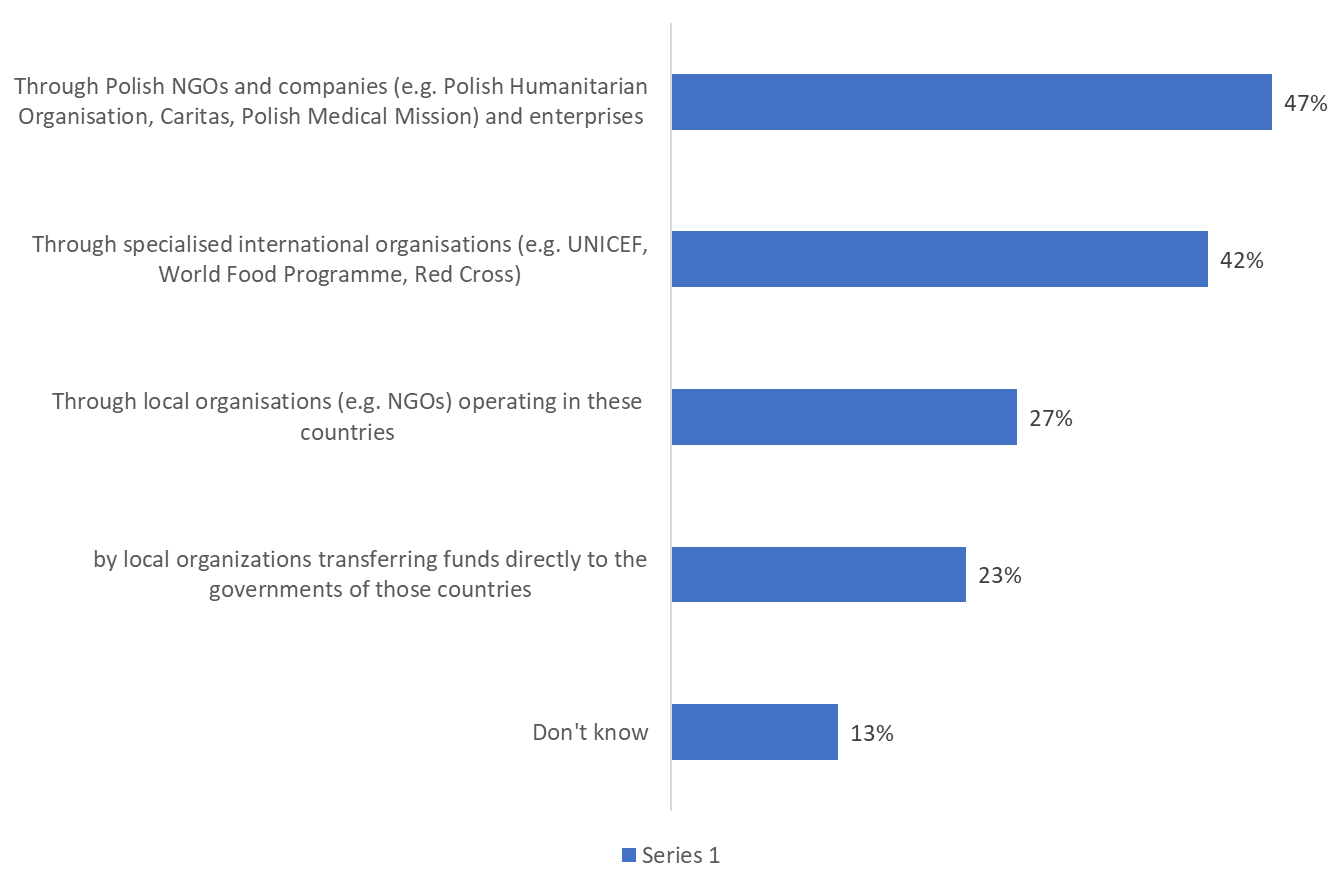 Through Polish NGOs and companies (e.g. Polish Humanitarian
Organisation, Caritas, Polish Medical Mission) and enterprises
47%
Through specialised international organisations (e.g. UNICEF,
World Food Programme, Red Cross)
42%
Through local organisations (e.g. NGOs) operating in these
countries
27%
by local organizations transferring funds directly to the
governments of those countries
23%
Don't know
13%
Series 1